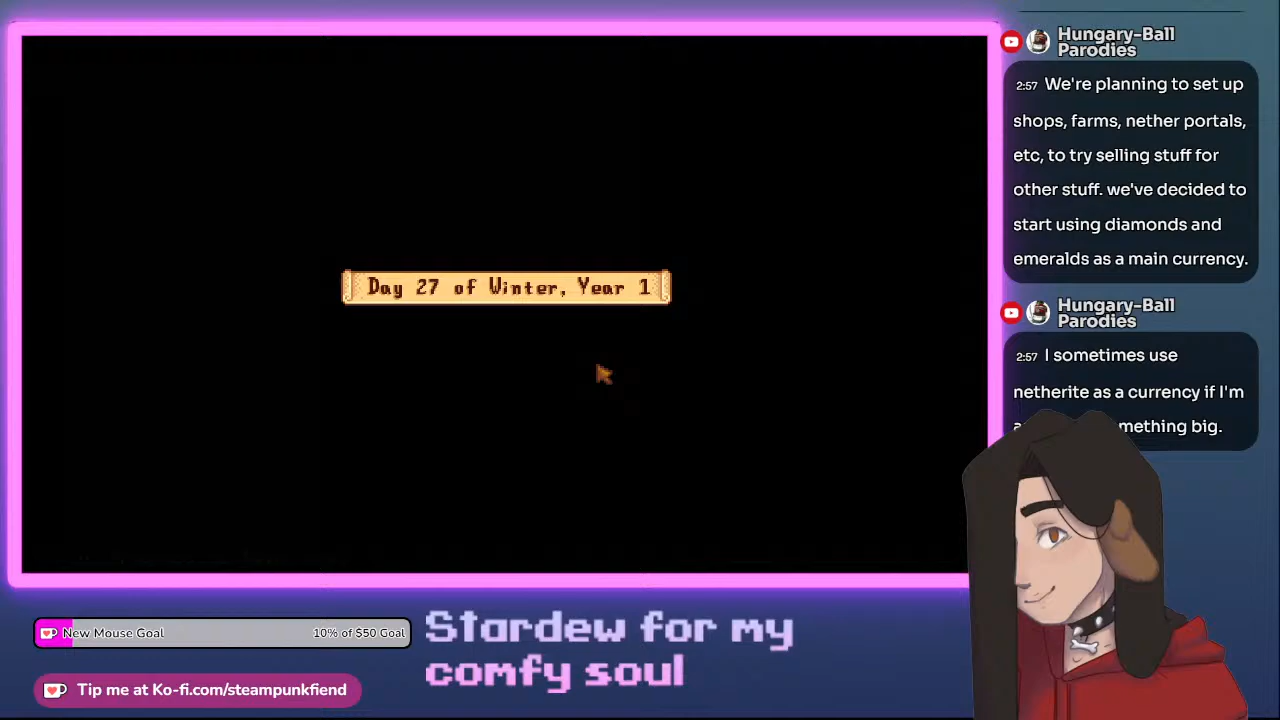 Day 27 of Winter, Year 1
Hungary-Ball
Parodies
2:57 We're planning to set up
shops, farms, nether portals,
etc, to try selling stuff for
other stuff. we've decided to
start using diamonds and
emeralds as a main currency.
Hungary-Ball
Parodies
2:57 I sometimes use
netherite as a currency if I'm
mething big.
New Mouse Goal 10% of $50 Goal
Tip me at Ko-fi.com/steampunkfiend
Stardew for my
comfy soul